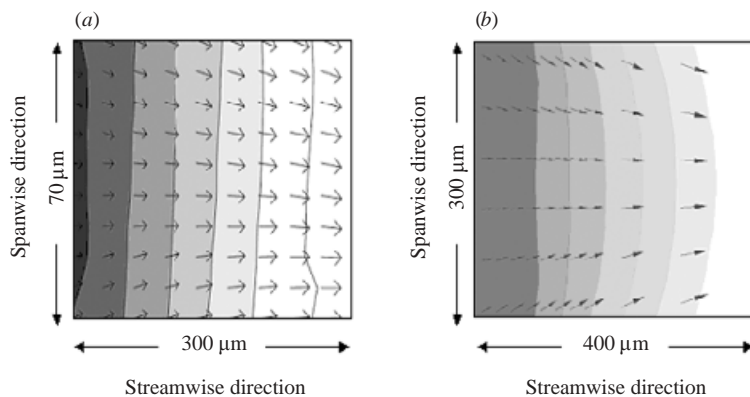 (a)
Spanwise direction
70 µm
300 µm
Streamwise direction
(b)
Spanwise direction
300 µm
400 µm
Streamwise direction